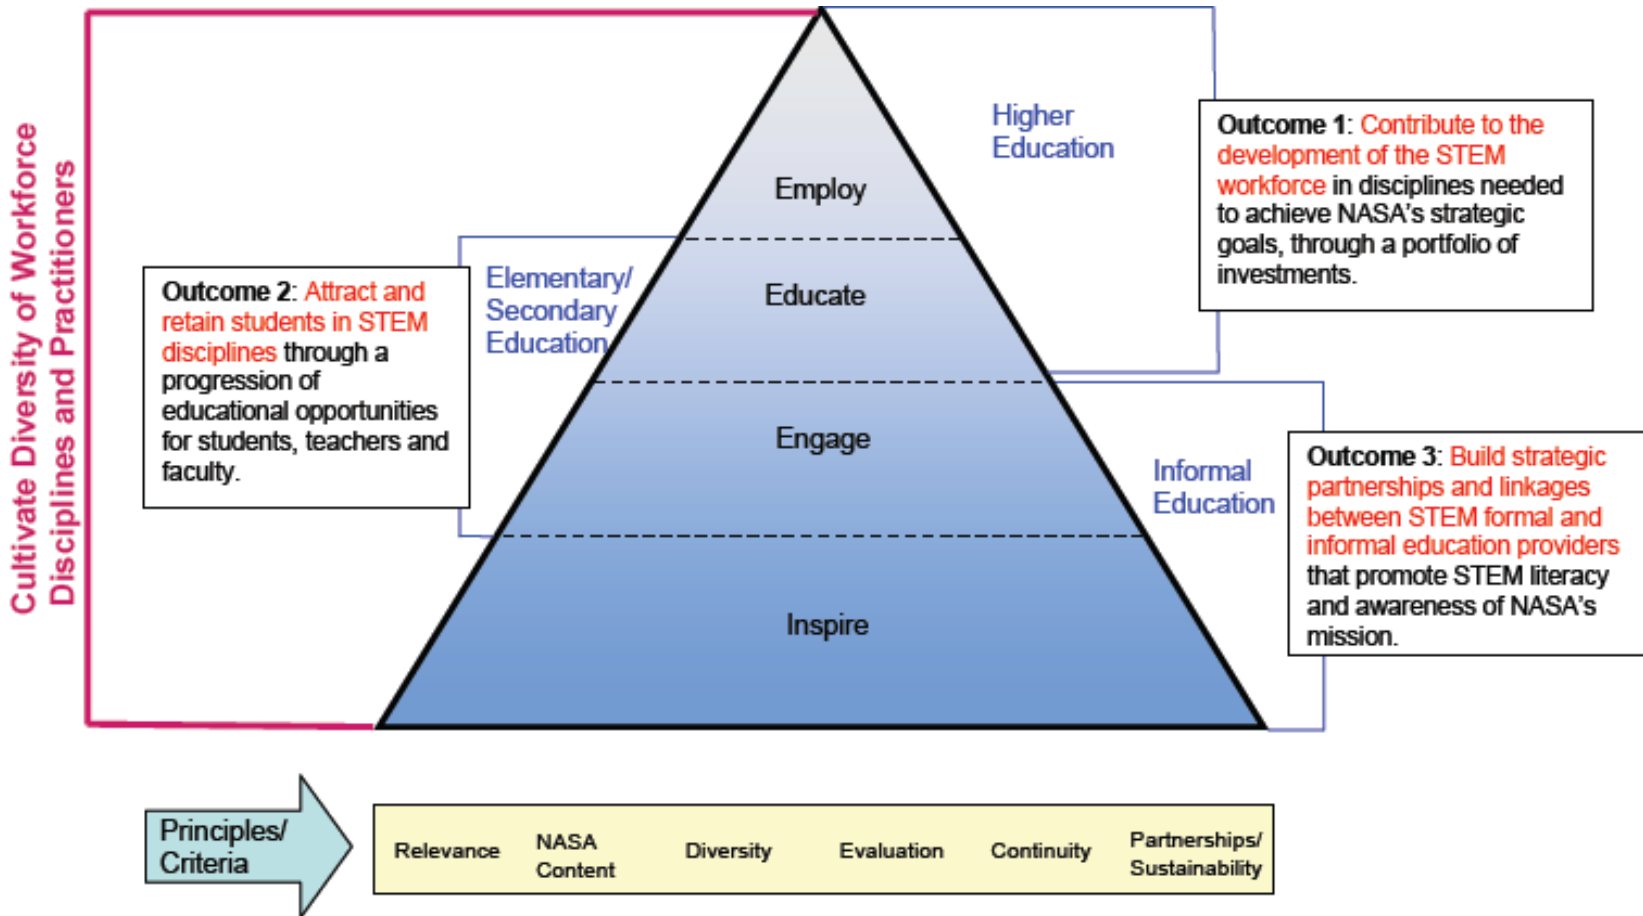 Cultivate Diversity of Workforce
Disciplines and Practitioners
Higher
Education
Outcome 1: Contribute to the
development of the STEM
workforce in disciplines needed
to achieve NASA's strategic
goals, through a portfolio of
investments.
Employ
Elementary/
Secondary
Education
Outcome 2: Attract and
retain students in STEM
disciplines through a
progression of
educational opportunities
for students, teachers and
faculty.
Educate
Engage
Informal
Education
Outcome 3: Build strategic
partnerships and linkages
between STEM formal and
informal education providers
that promote STEM literacy
and awareness of NASA's
mission.
Inspire
Principles/
Criteria
Relevance
NASA
Content
Diversity
Evaluation
Continuity
Partnerships/
Sustainability